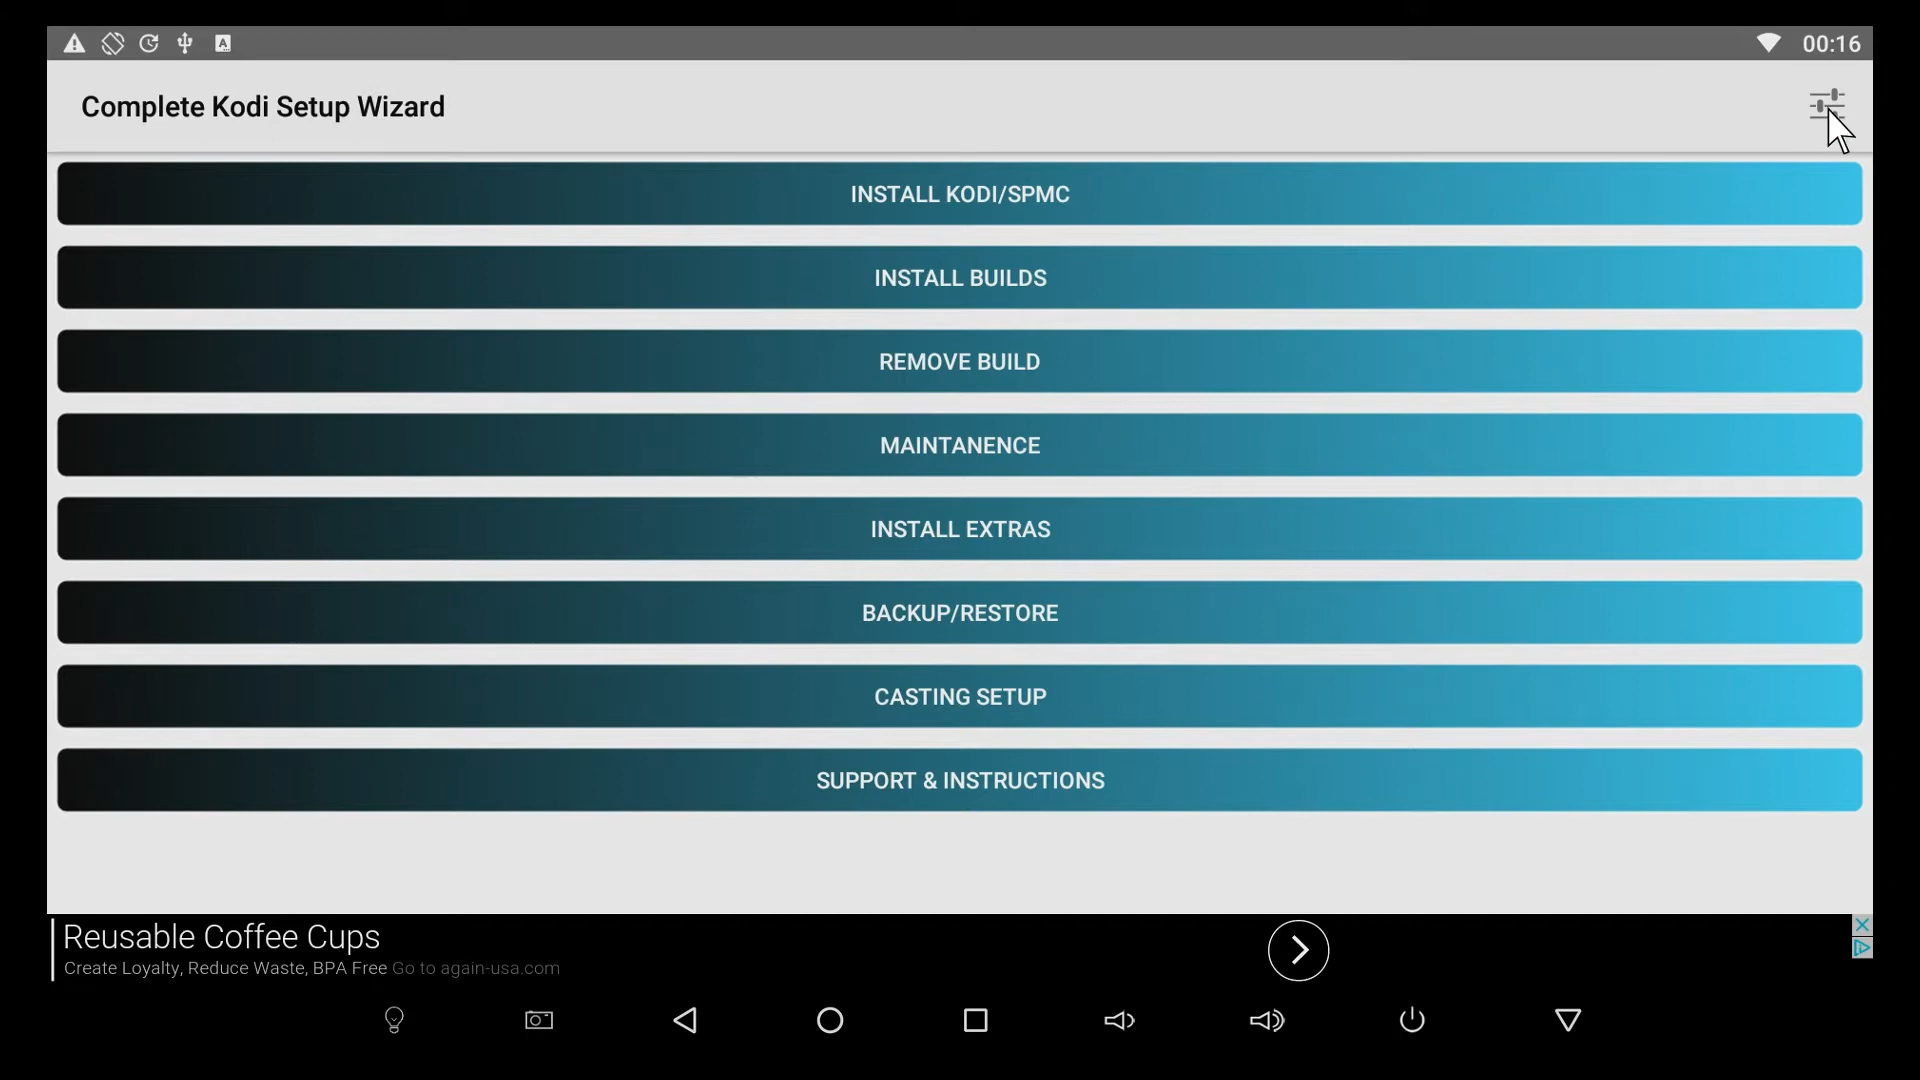 00:16
Complete Kodi Setup Wizard
INSTALL KODI/SPMC
INSTALL BUILDS
REMOVE BUILD
MAINTANENCE
INSTALL EXTRAS
BACKUP/RESTORE
CASTING SETUP
SUPPORT & INSTRUCTIONS
Reusable Coffee Cups
Create Loyalty, Reduce Waste, BPA Free Go to again-usa.com